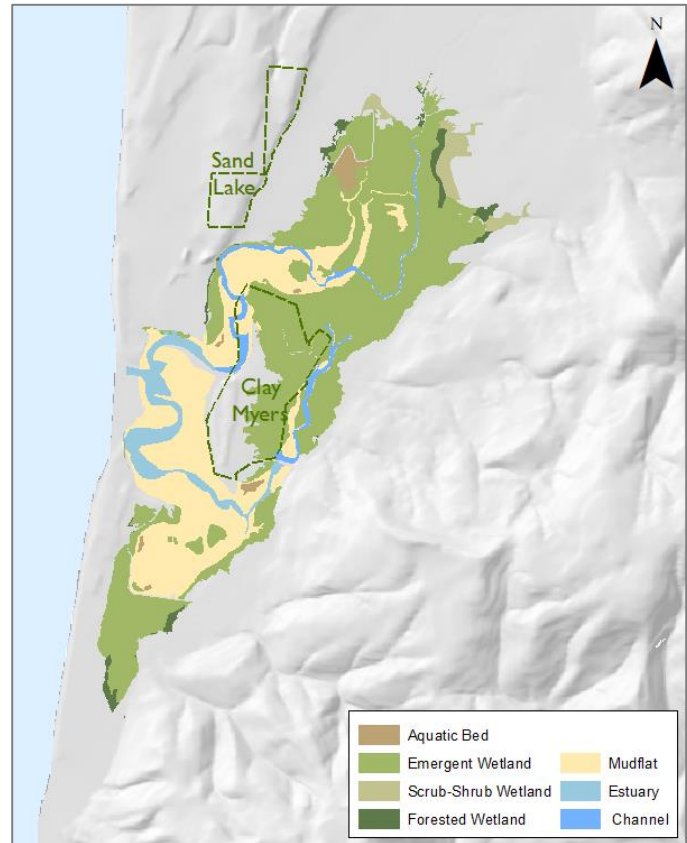 N
Sand
Lake
Clay
Myers
Aquatic Bed
Emergent Wetland
Mudflat
Scrub-Shrub Wetland
Estuary
Forested Wetland
Channel